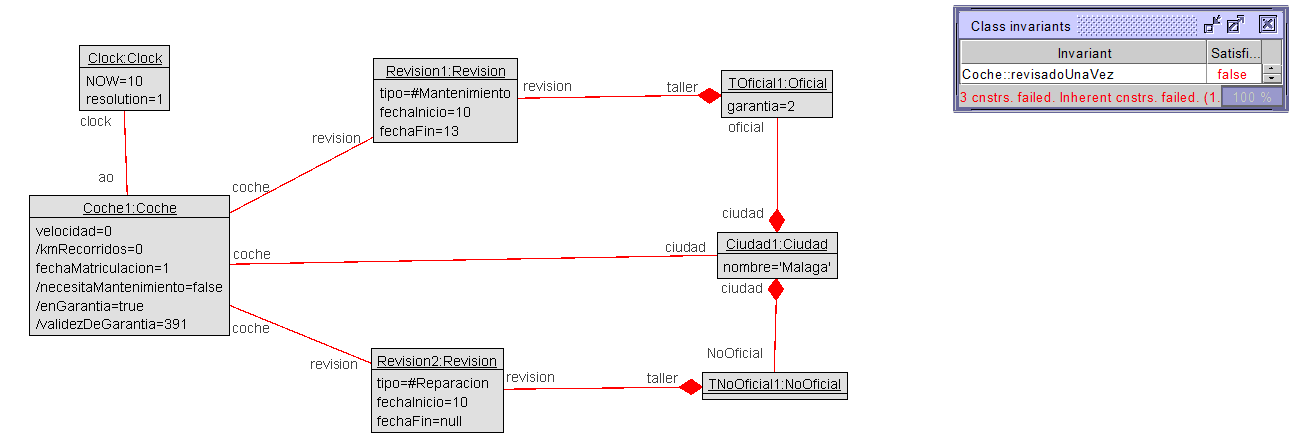 Class invariants
Invariant
Satisfi...
Coche::revisadoUnaVez
false
3 cnstrs. failed. Inherent cnstrs. failed. (1.
100 %
Clock:Clock
NOW=10
resolution=1
clock
ao
Revision1:Revision
tipo=#Mantenimiento
fechaInicio=10
fechaFin=13
revision
taller
revision
coche
TOficial1:Oficial
garantia=2
oficial
ciudad
Coche1:Coche
velocidad=0
/kmRecorridos=0
fechaMatriculacion=1
/necesitaMantenimiento=false
/enGarantia=true
/validezDeGarantia=391
coche
ciudad
Ciudad1:Ciudad
nombre='Malaga'
ciudad
NoOficial
coche
revision
Revision2:Revision
tipo=#Reparacion
fechaInicio=10
fechaFin=null
revision
taller
TNoOficial1:NoOficial